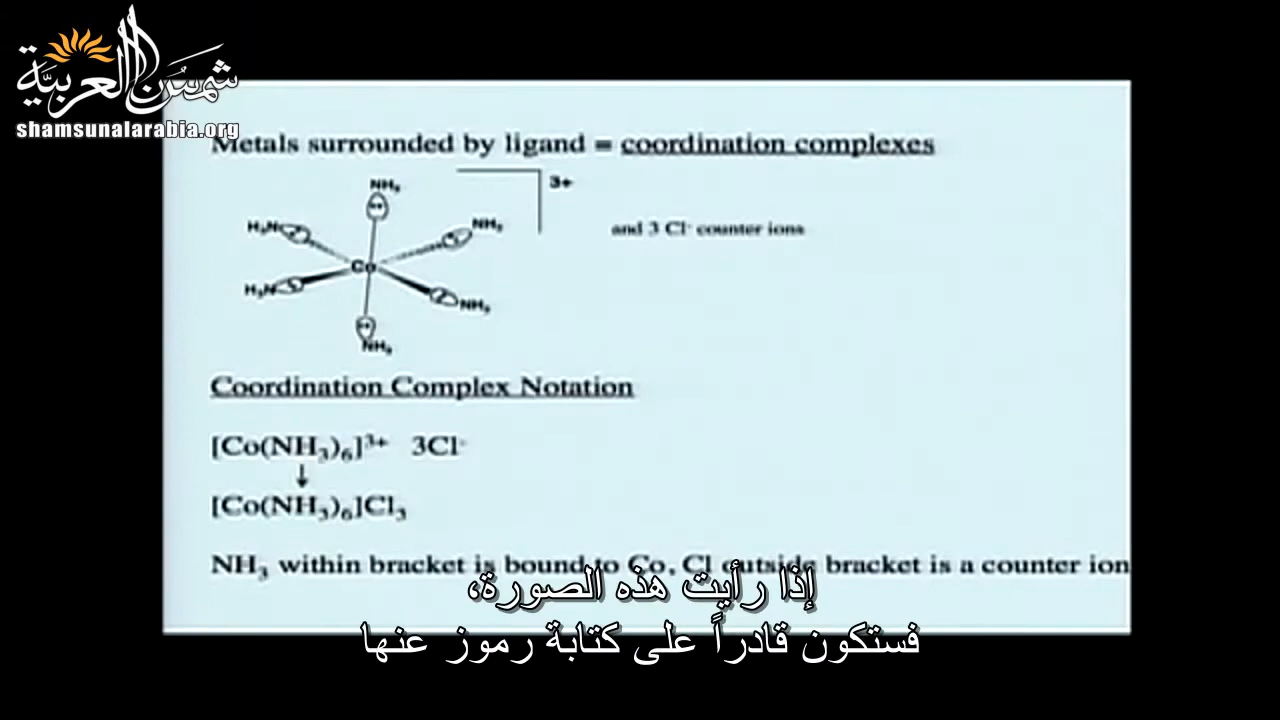 شمس العربية
shamsunalarabia.org
Metals surrounded by ligand = coordination complexes
NH₃
3+
H₃N
NH₃
and 3 Cl⁻ counter ions
Co
H₃N
NH₃
NH₃
Coordination Complex Notation
[Co(NH₃)₆]³⁺ 3Cl⁻
↓
[Co(NH₃)₆]Cl₃
NH₃ within bracket is bound to Co, Cl outside bracket is a counter ion
إذا رأيت هذه الصورة،
فستكون قادراً على كتابة رموز عنها